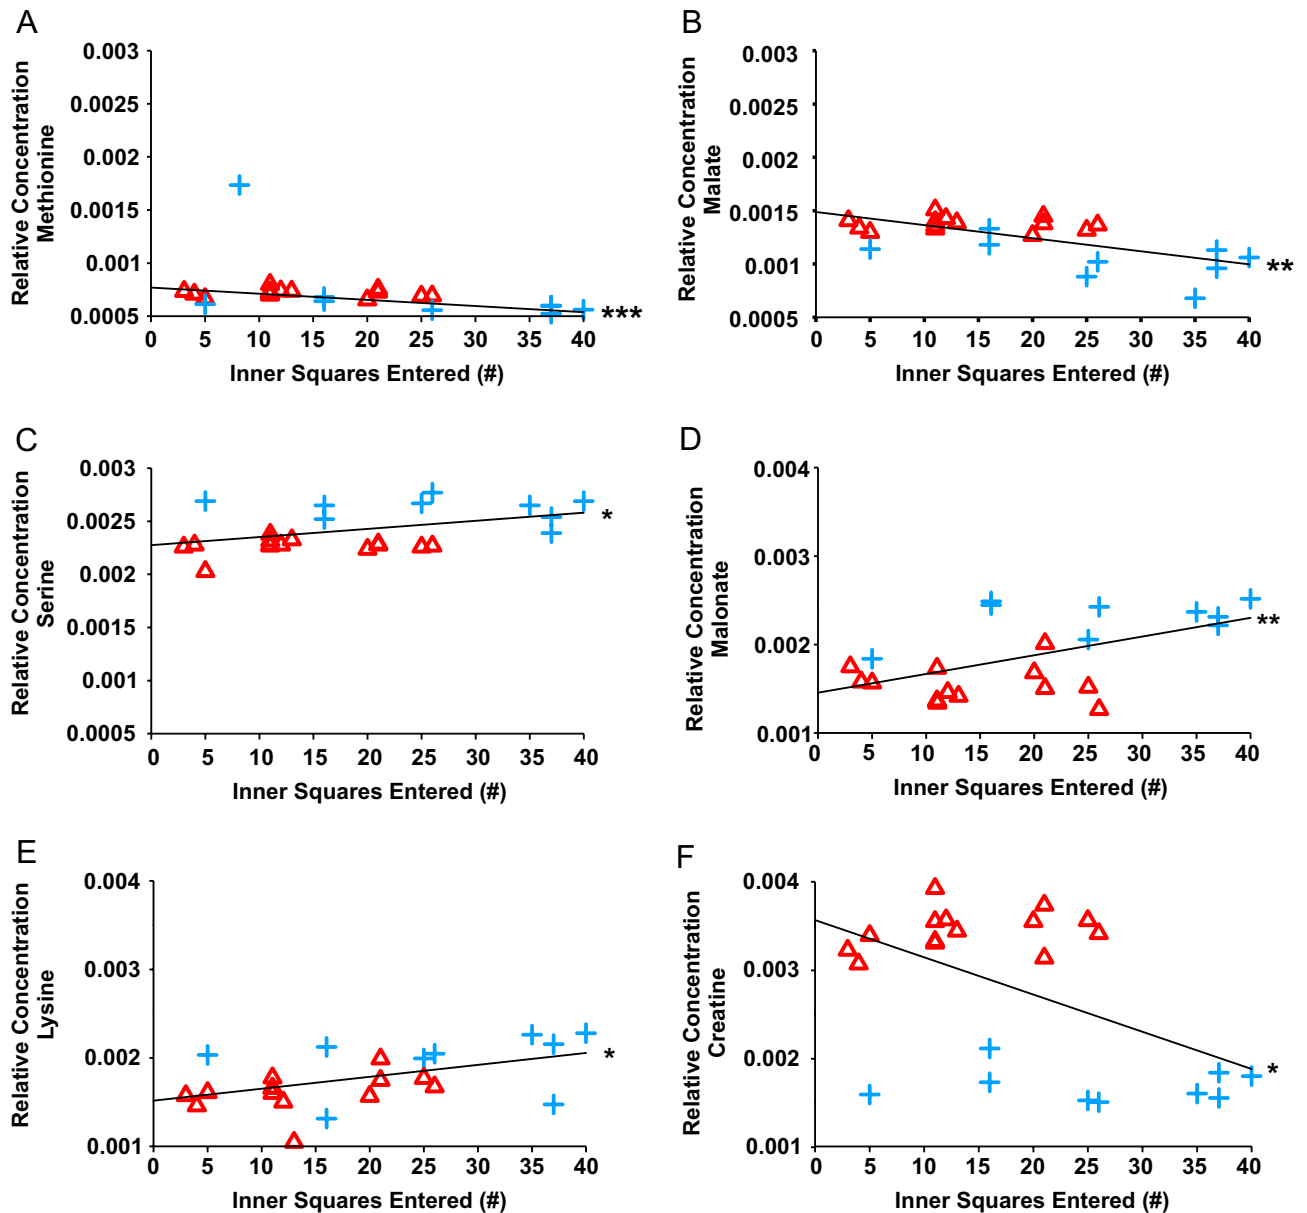 A
Relative Concentration
Methionine
0.003
0.0025
0.002
0.0015
0.001
0.0005
0 5 10 15 20 25 30 35 40
***
Inner Squares Entered (#)
B
Relative Concentration
Malate
0.003
0.0025
0.002
0.0015
0.001
0.0005
0 5 10 15 20 25 30 35 40
**
Inner Squares Entered (#)
C
Relative Concentration
Serine
0.003
0.0025
0.002
0.0015
0.001
0.0005
0 5 10 15 20 25 30 35 40
*
Inner Squares Entered (#)
D
Relative Concentration
Malonate
0.004
0.003
0.002
0.001
0 5 10 15 20 25 30 35 40
**
Inner Squares Entered (#)
E
Relative Concentration
Lysine
0.004
0.003
0.002
0.001
0 5 10 15 20 25 30 35 40
*
Inner Squares Entered (#)
F
Relative Concentration
Creatine
0.004
0.003
0.002
0.001
0 5 10 15 20 25 30 35 40
*
Inner Squares Entered (#)